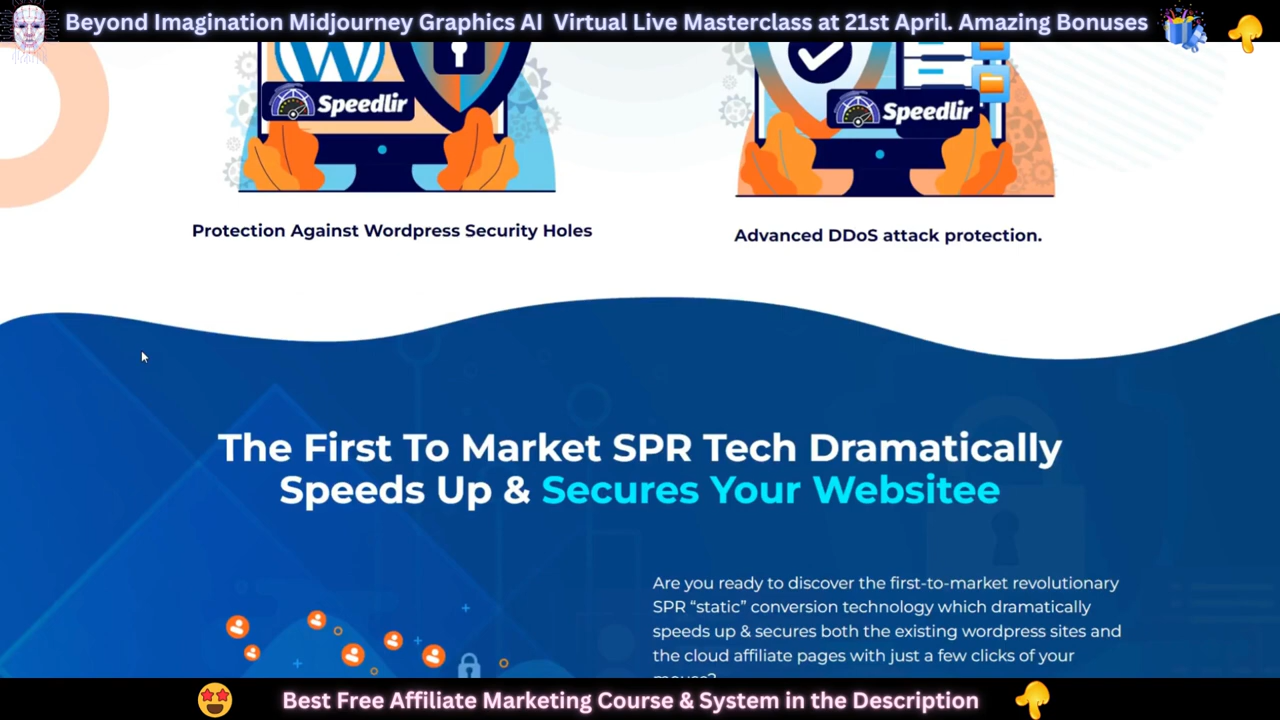 Beyond Imagination Midjourney Graphics AI Virtual Live Masterclass at 21st April. Amazing Bonuses
Speedlir
Speedlir
Protection Against Wordpress Security Holes
Advanced DDoS attack protection.
The First To Market SPR Tech Dramatically
Speeds Up & Secures Your Websitee
Are you ready to discover the first-to-market revolutionary
SPR “static” conversion technology which dramatically
speeds up & secures both the existing wordpress sites and
the cloud affiliate pages with just a few clicks of your
Best Free Affiliate Marketing Course & System in the Description